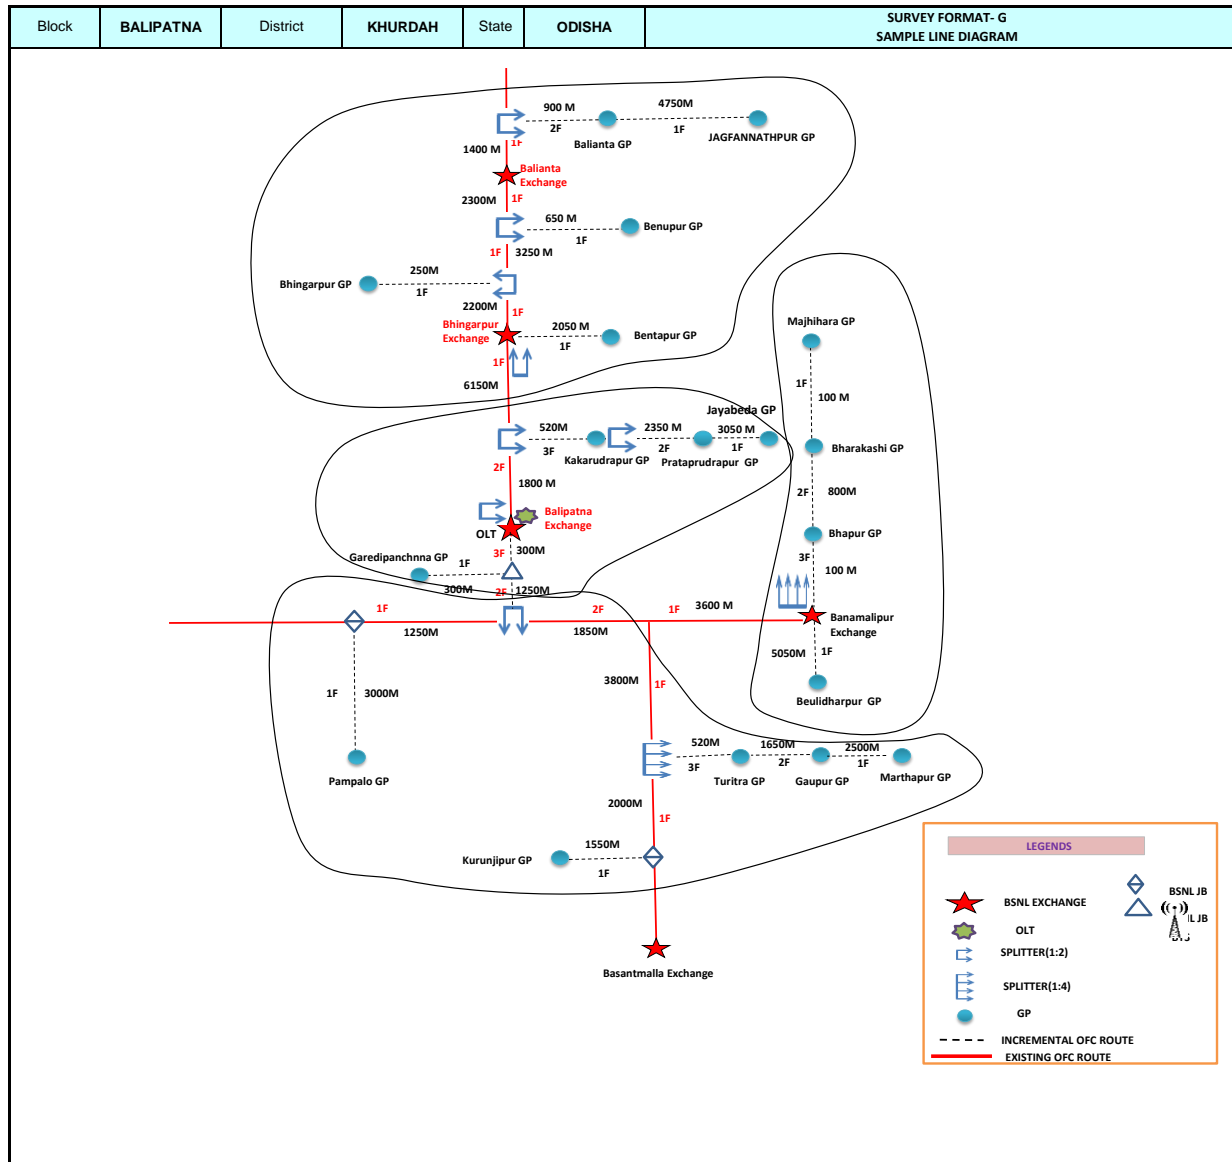 Block BALIPATNA District KHURDAH State ODISHA SURVEY FORMAT- G
SAMPLE LINE DIAGRAM
900 M 4750M
2F 1F
Balianta GP JAGFANNATHPUR GP
1F
1400 M
Balianta
Exchange
2300M 1F
650 M
Benupur GP
1F
1F 3250 M
250M
Bhingarpur GP
1F
2200M 1F
Bhingarpur
Exchange
2050 M
Bentapur GP
1F
1F
6150M
Majhihara GP
1F
100 M
Jayabeda GP
520M 2350 M 3050 M
3F 2F 1F
Kakarudrapur GP Prataprudrapur GP
Bharakashi GP
2F
1800 M
2F 800M
Balipatna
Exchange
OLT
Bhapur GP
3F 300M
3F
100 M
Garedipanchnna GP 1F
300M 2F 1250M
1F 2F 1F 3600 M
1250M 1850M
Banamalipur
Exchange
5050M 1F
3800M 1F
1F 3000M
Beulidharpur GP
520M 1650M 2500M
3F 2F 1F
Turitra GP Gaupur GP Marthapur GP
Pampalo GP
2000M
1F
1550M
Kurunjipur GP
1F
Basantmalla Exchange
LEGENDS
BSNL EXCHANGE
BSNL JB
IL JB
OLT
SPLITTER(1:2)
SPLITTER(1:4)
GP
INCREMENTAL OFC ROUTE
EXISTING OFC ROUTE